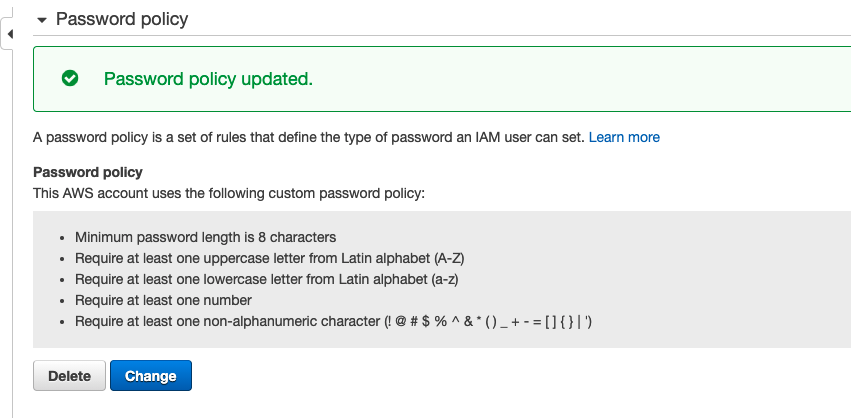 Password policy
Password policy updated.
A password policy is a set of rules that define the type of password an IAM user can set. Learn more
Password policy
This AWS account uses the following custom password policy:
• Minimum password length is 8 characters
• Require at least one uppercase letter from Latin alphabet (A-Z)
• Require at least one lowercase letter from Latin alphabet (a-z)
• Require at least one number
• Require at least one non-alphanumeric character (! @ # $ % ^ & * ( ) _ + - = [ ] { } | ')
Delete Change